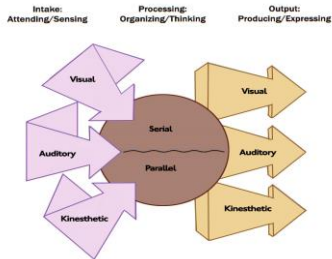 Intake:
Attending/Sensing
Processing:
Organizing/Thinking
Output:
Producing/Expressing
Visual
Auditory
Kinesthetic
Serial
Parallel
Visual
Auditory
Kinesthetic